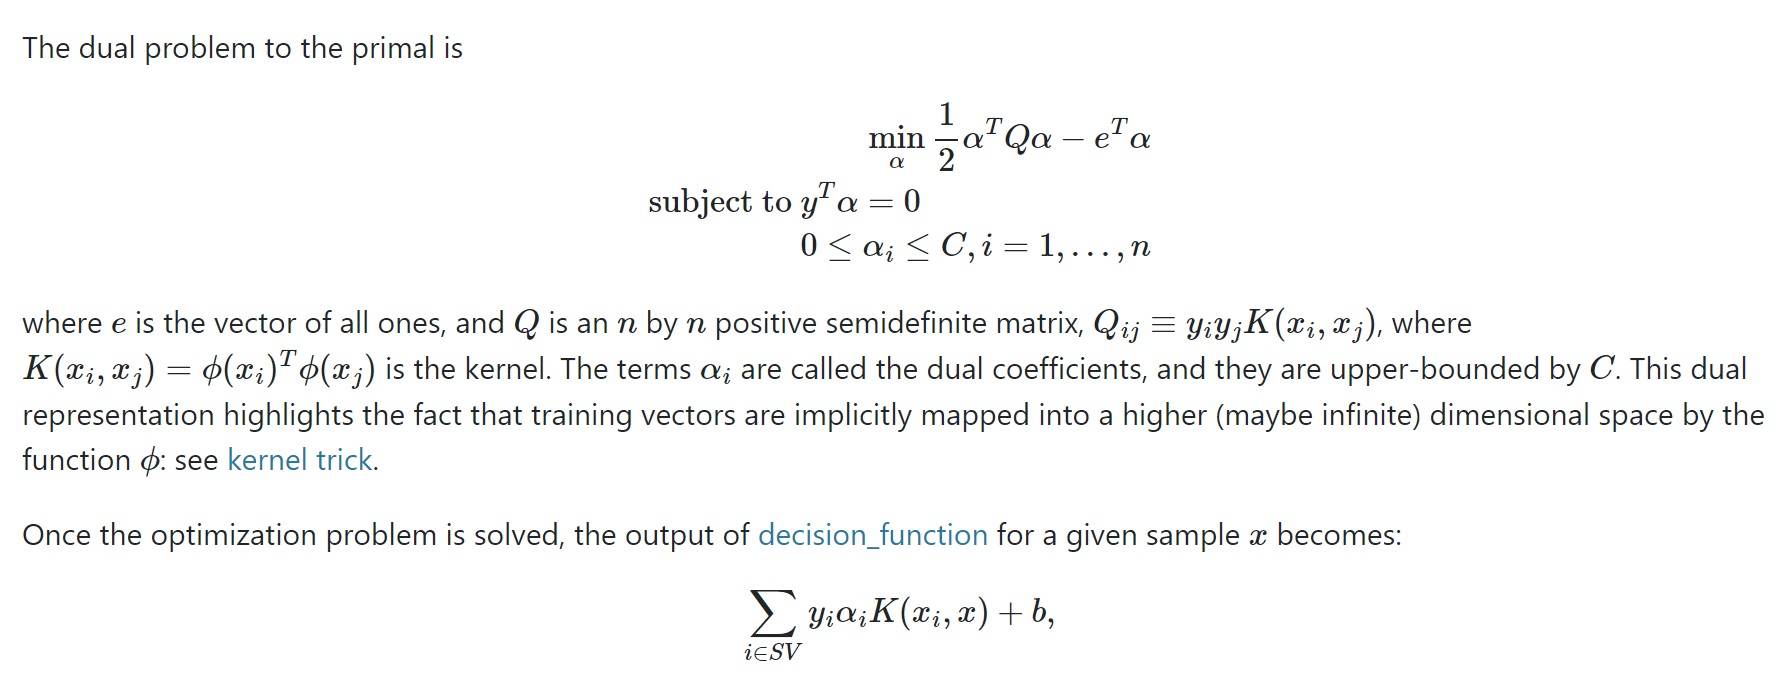 The dual problem to the primal is
min_α 1/2 α^T Qα − e^T α
subject to y^T α = 0
0 ≤ α_i ≤ C, i = 1, . . . , n
where e is the vector of all ones, and Q is an n by n positive semidefinite matrix, Q_ij ≡ y_i y_j K(x_i, x_j), where
K(x_i, x_j) = ϕ(x_i)^T ϕ(x_j) is the kernel. The terms α_i are called the dual coefficients, and they are upper-bounded by C. This dual
representation highlights the fact that training vectors are implicitly mapped into a higher (maybe infinite) dimensional space by the
function ϕ: see kernel trick.
Once the optimization problem is solved, the output of decision_function for a given sample x becomes:
∑_{i∈SV} y_i α_i K(x_i, x) + b,